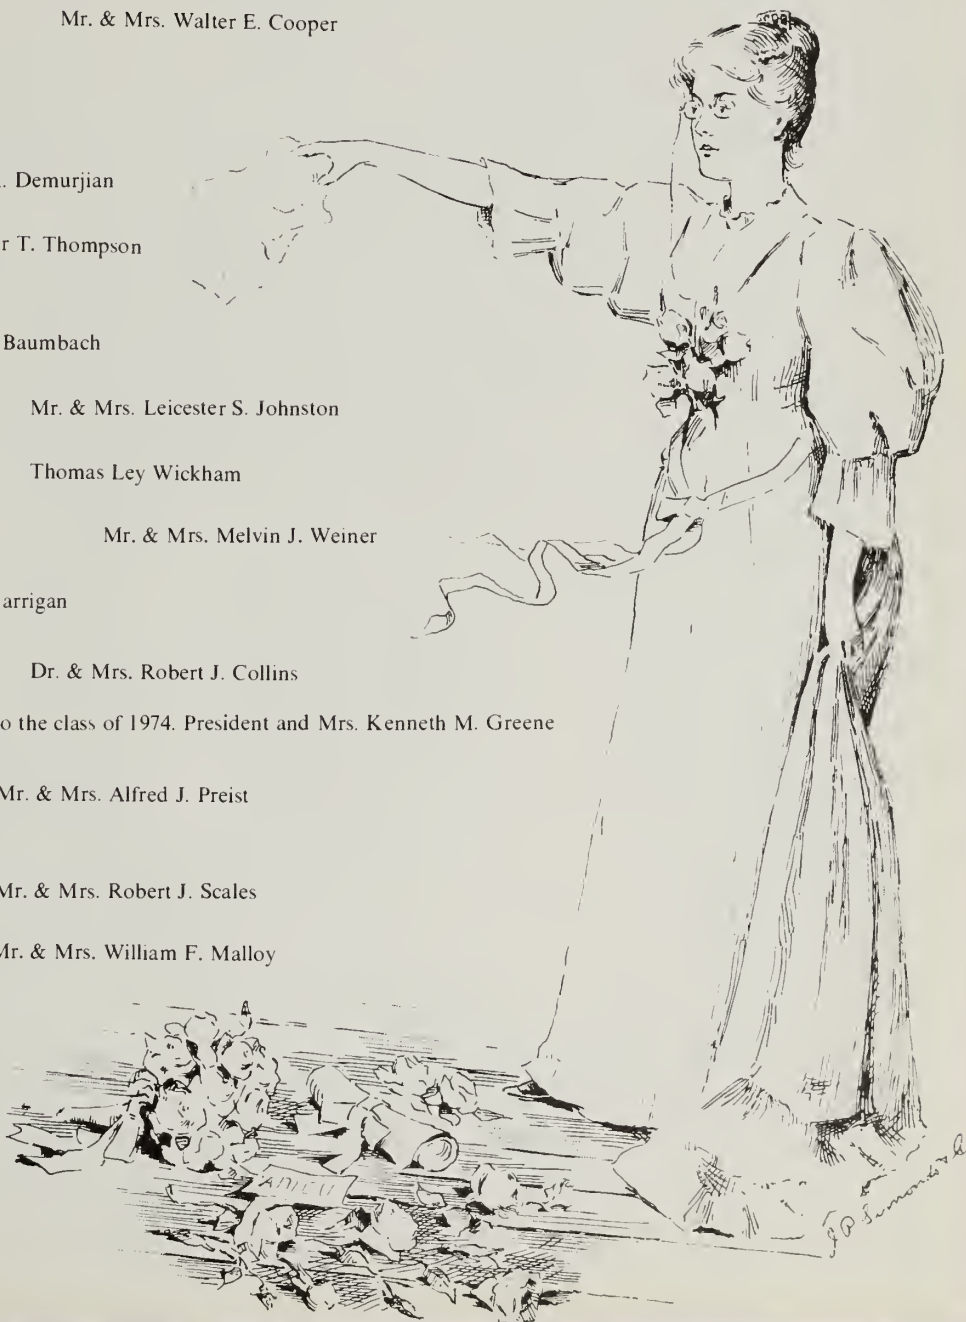 Mr. & Mrs. Walter E. Cooper
. Demurjian
r T. Thompson
Baumbach
Mr. & Mrs. Leicester S. Johnston
Thomas Ley Wickham
Mr. & Mrs. Melvin J. Weiner
arrigan
Dr. & Mrs. Robert J. Collins
o the class of 1974. President and Mrs. Kenneth M. Greene
Mr. & Mrs. Alfred J. Preist
Mr. & Mrs. Robert J. Scales
Mr. & Mrs. William F. Malloy
ADIEU